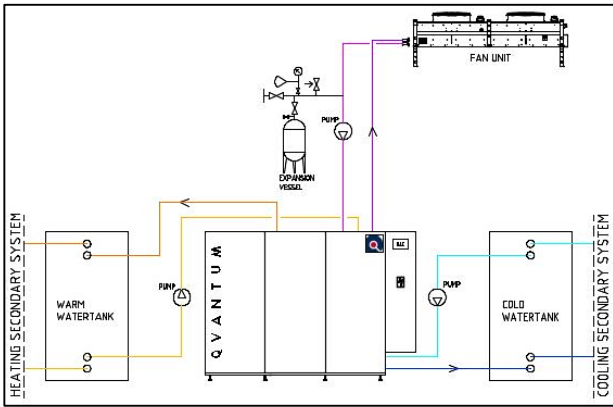 FAN UNIT
PUMP
EXPANSION
VESSEL
HEATING SECONDARY SYSTEM
WARM
WATERTANK
PUMP
QVANTUM
PUMP
COLD
WATERTANK
COOLING SECONDARY SYSTEM